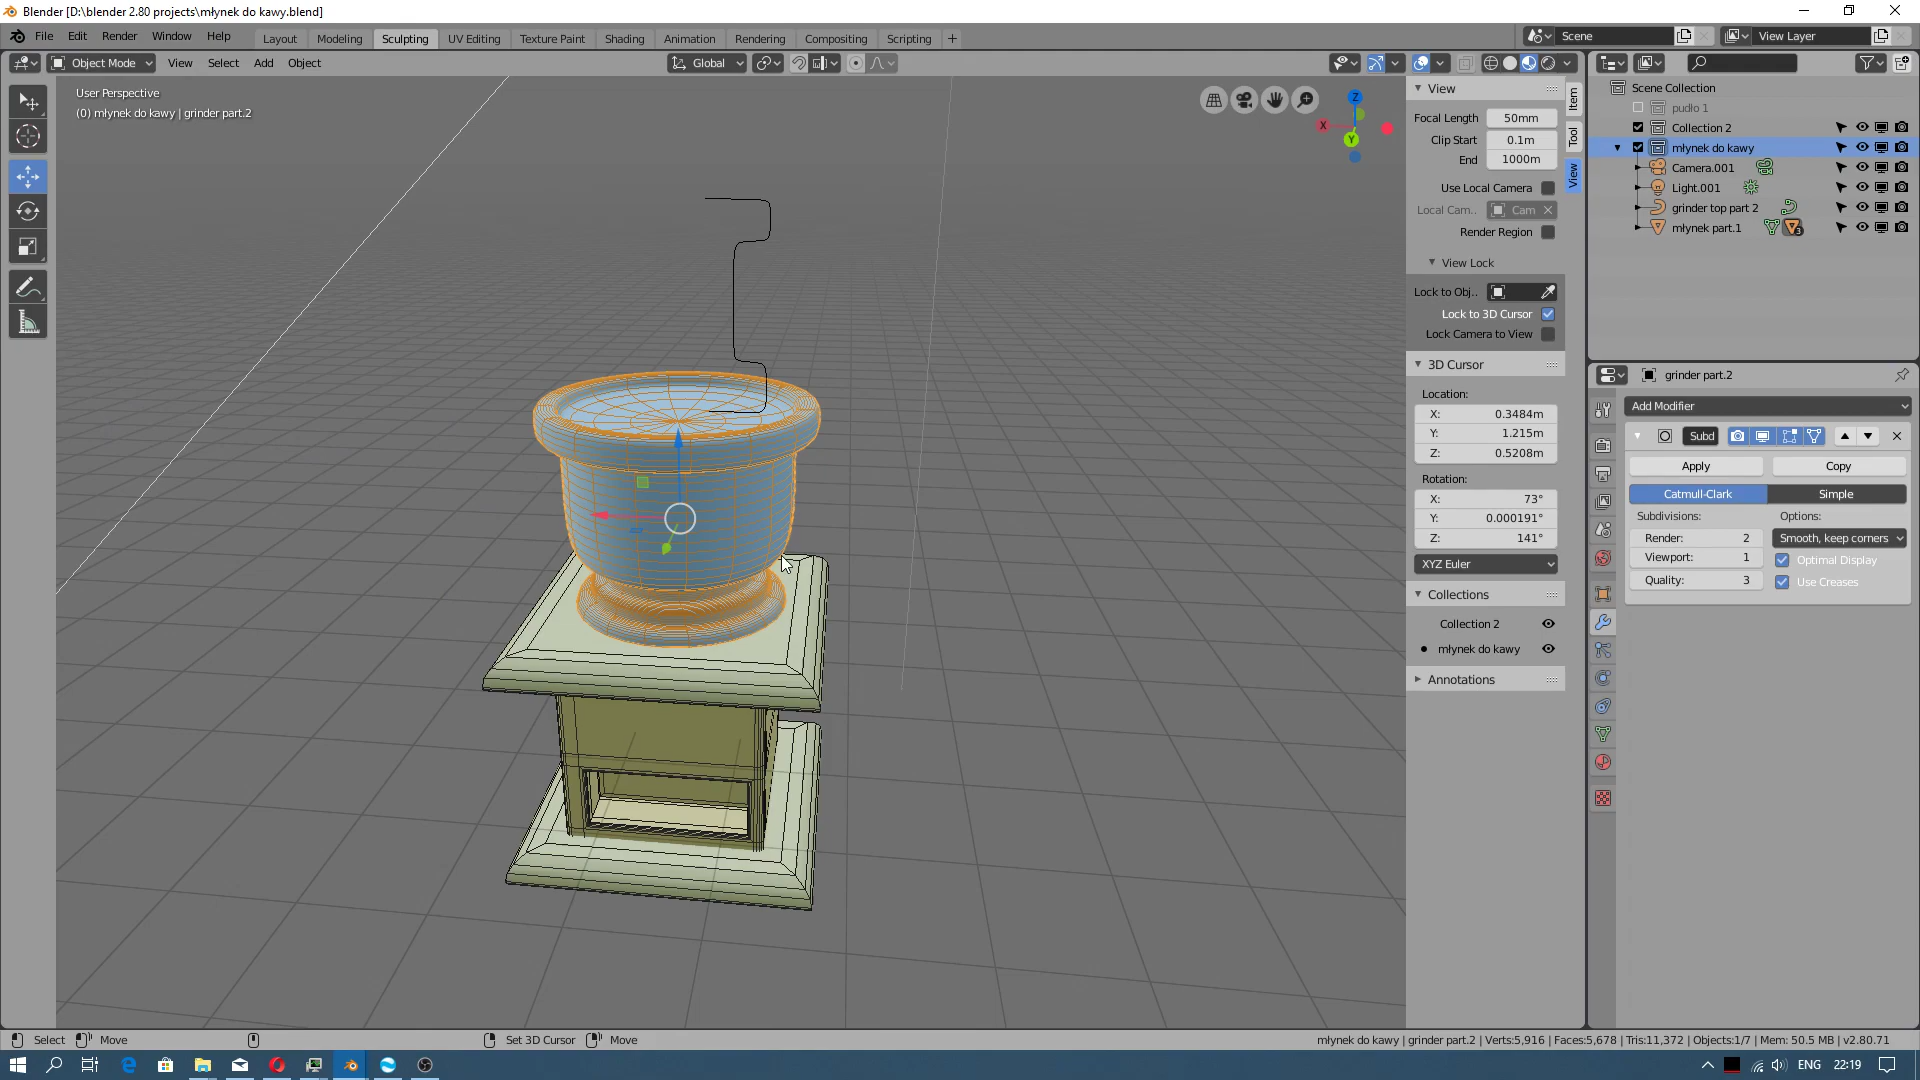 Blender [D:\blender 2.80 projects\młynek do kawy.blend]
File Edit Render Window Help
Layout Modeling Sculpting UV Editing Texture Paint Shading Animation Rendering Compositing Scripting +
Scene
View Layer
Object Mode View Select Add Object
Global
User Perspective
(0) młynek do kawy | grinder part.2
Z
X
Y
View
Focal Length 50mm
Clip Start 0.1m
End 1000m
Use Local Camera
Local Cam.. Cam
Render Region
View Lock
Lock to Obj..
Lock to 3D Cursor
Lock Camera to View
3D Cursor
Location:
X: 0.3484m
Y: 1.215m
Z: 0.5208m
Rotation:
X: 73°
Y: 0.000191°
Z: 141°
XYZ Euler
Collections
Collection 2
młynek do kawy
Annotations
Item
Tool
View
Scene Collection
pudło 1
Collection 2
młynek do kawy
Camera.001
Light.001
grinder top part 2
młynek part.1
3
grinder part.2
Add Modifier
Subd
Apply Copy
Catmull-Clark Simple
Subdivisions: Options:
Render: 2 Smooth, keep corners
Viewport: 1 Optimal Display
Quality: 3 Use Creases
Select Move Set 3D Cursor Move
młynek do kawy | grinder part.2 | Verts:5,916 | Faces:5,678 | Tris:11,372 | Objects:1/7 | Mem: 50.5 MB | v2.80.71
ENG 22:19